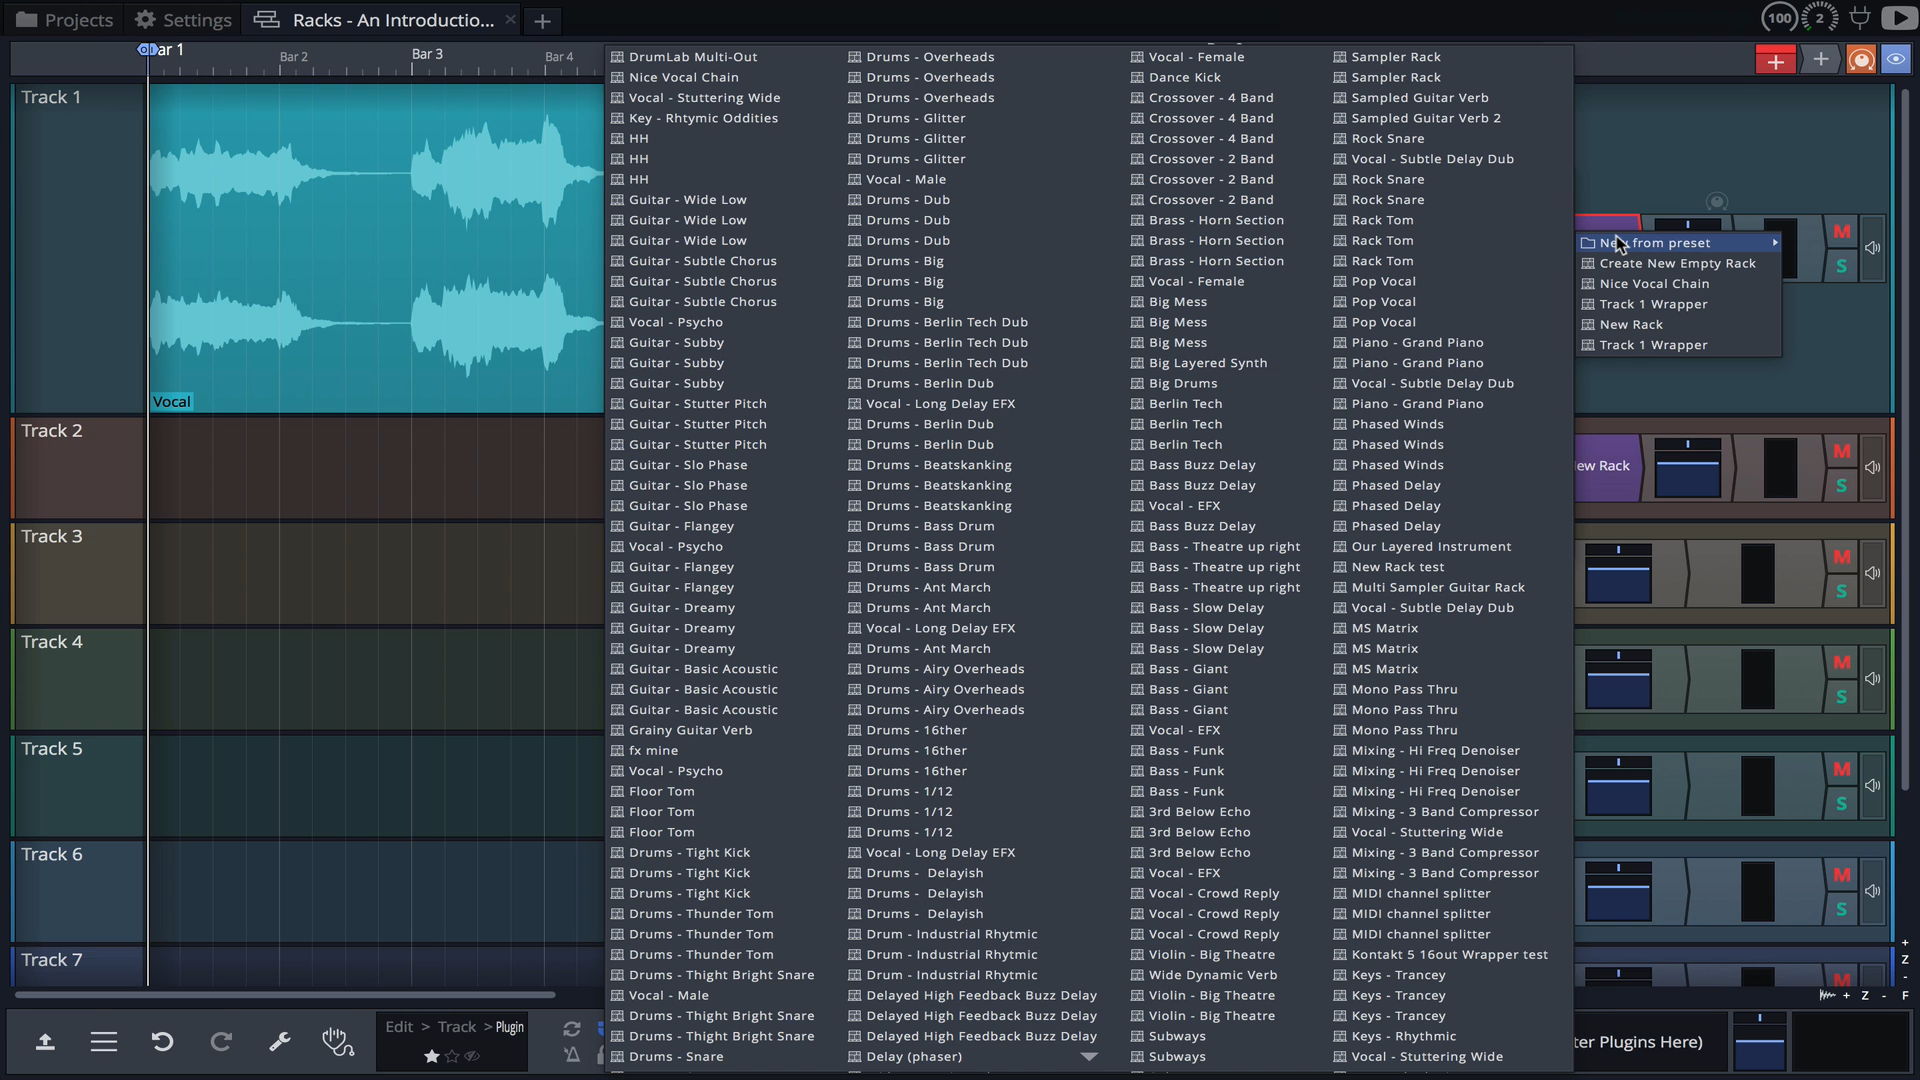 Projects
Settings
Racks - An Introductio...
100
2
Bar 2
Bar 3
Bar 4
Track 1
Vocal
Track 2
Track 3
Track 4
Track 5
Track 6
Track 7
DrumLab Multi-Out
Nice Vocal Chain
Vocal - Stuttering Wide
Key - Rhtymic Oddities
HH
HH
HH
Guitar - Wide Low
Guitar - Wide Low
Guitar - Wide Low
Guitar - Subtle Chorus
Guitar - Subtle Chorus
Guitar - Subtle Chorus
Vocal - Psycho
Guitar - Subby
Guitar - Subby
Guitar - Subby
Guitar - Stutter Pitch
Guitar - Stutter Pitch
Guitar - Stutter Pitch
Guitar - Slo Phase
Guitar - Slo Phase
Guitar - Slo Phase
Guitar - Flangey
Vocal - Psycho
Guitar - Flangey
Guitar - Flangey
Guitar - Dreamy
Guitar - Dreamy
Guitar - Dreamy
Guitar - Basic Acoustic
Guitar - Basic Acoustic
Guitar - Basic Acoustic
Grainy Guitar Verb
fx mine
Vocal - Psycho
Floor Tom
Floor Tom
Floor Tom
Drums - Tight Kick
Drums - Tight Kick
Drums - Tight Kick
Drums - Thunder Tom
Drums - Thunder Tom
Drums - Thunder Tom
Drums - Thight Bright Snare
Vocal - Male
Drums - Thight Bright Snare
Drums - Thight Bright Snare
Drums - Snare
Drums - Overheads
Drums - Overheads
Drums - Overheads
Drums - Glitter
Drums - Glitter
Drums - Glitter
Vocal - Male
Drums - Dub
Drums - Dub
Drums - Dub
Drums - Big
Drums - Big
Drums - Big
Drums - Berlin Tech Dub
Drums - Berlin Tech Dub
Drums - Berlin Tech Dub
Drums - Berlin Dub
Vocal - Long Delay EFX
Drums - Berlin Dub
Drums - Berlin Dub
Drums - Beatskanking
Drums - Beatskanking
Drums - Beatskanking
Drums - Bass Drum
Drums - Bass Drum
Drums - Bass Drum
Drums - Ant March
Drums - Ant March
Vocal - Long Delay EFX
Drums - Ant March
Drums - Airy Overheads
Drums - Airy Overheads
Drums - Airy Overheads
Drums - 16ther
Drums - 16ther
Drums - 16ther
Drums - 1/12
Drums - 1/12
Drums - 1/12
Vocal - Long Delay EFX
Drums -  Delayish
Drums -  Delayish
Drums -  Delayish
Drum - Industrial Rhytmic
Drum - Industrial Rhytmic
Drum - Industrial Rhytmic
Delayed High Feedback Buzz Delay
Delayed High Feedback Buzz Delay
Delayed High Feedback Buzz Delay
Delay (phaser)
Vocal - Female
Dance Kick
Crossover - 4 Band
Crossover - 4 Band
Crossover - 4 Band
Crossover - 2 Band
Crossover - 2 Band
Crossover - 2 Band
Brass - Horn Section
Brass - Horn Section
Brass - Horn Section
Vocal - Female
Big Mess
Big Mess
Big Mess
Big Layered Synth
Big Drums
Berlin Tech
Berlin Tech
Berlin Tech
Bass Buzz Delay
Bass Buzz Delay
Vocal - EFX
Bass Buzz Delay
Bass - Theatre up right
Bass - Theatre up right
Bass - Theatre up right
Bass - Slow Delay
Bass - Slow Delay
Bass - Slow Delay
Bass - Giant
Bass - Giant
Bass - Giant
Vocal - EFX
Bass - Funk
Bass - Funk
Bass - Funk
3rd Below Echo
3rd Below Echo
3rd Below Echo
Vocal - EFX
Vocal - Crowd Reply
Vocal - Crowd Reply
Vocal - Crowd Reply
Violin - Big Theatre
Wide Dynamic Verb
Violin - Big Theatre
Violin - Big Theatre
Subways
Subways
Sampler Rack
Sampler Rack
Sampled Guitar Verb
Sampled Guitar Verb 2
Rock Snare
Vocal - Subtle Delay Dub
Rock Snare
Rock Snare
Rack Tom
Rack Tom
Rack Tom
Pop Vocal
Pop Vocal
Pop Vocal
Piano - Grand Piano
Piano - Grand Piano
Vocal - Subtle Delay Dub
Piano - Grand Piano
Phased Winds
Phased Winds
Phased Winds
Phased Delay
Phased Delay
Phased Delay
Our Layered Instrument
New Rack test
Multi Sampler Guitar Rack
Vocal - Subtle Delay Dub
MS Matrix
MS Matrix
MS Matrix
Mono Pass Thru
Mono Pass Thru
Mono Pass Thru
Mixing - Hi Freq Denoiser
Mixing - Hi Freq Denoiser
Mixing - Hi Freq Denoiser
Mixing - 3 Band Compressor
Vocal - Stuttering Wide
Mixing - 3 Band Compressor
Mixing - 3 Band Compressor
MIDI channel splitter
MIDI channel splitter
MIDI channel splitter
Kontakt 5 16out Wrapper test
Keys - Trancey
Keys - Trancey
Keys - Trancey
Keys - Rhythmic
Vocal - Stuttering Wide
from preset
Create New Empty Rack
Nice Vocal Chain
Track 1 Wrapper
New Rack
Track 1 Wrapper
M
S
ew Rack
M
S
M
S
M
S
M
S
M
S
M
+
Z
-
+ Z - F
Edit > Track > Plugin
ter Plugins Here)